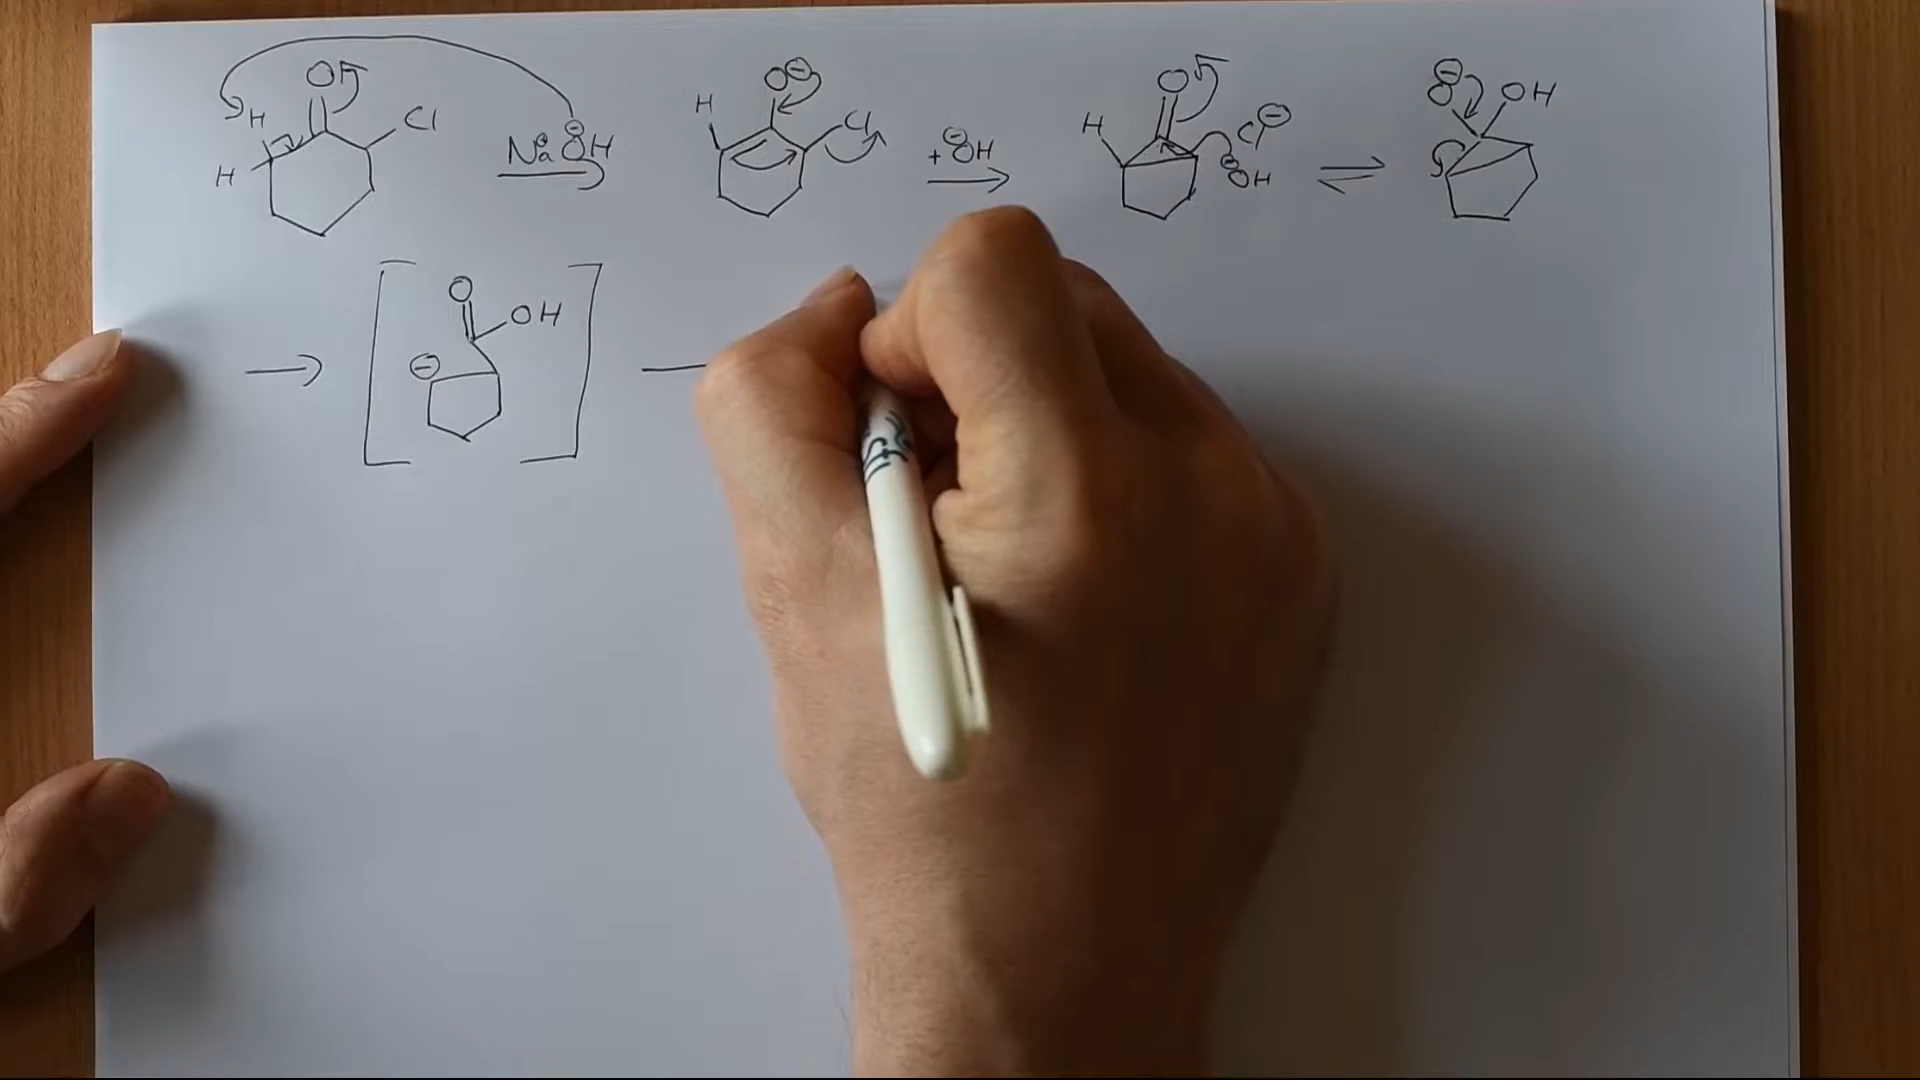 O Cl H H Na⊕ ⊖OH
H O⊖ Cl + ⊖OH
H O Cl⊖ ⊖OH
⊖O OH
O OH ⊖